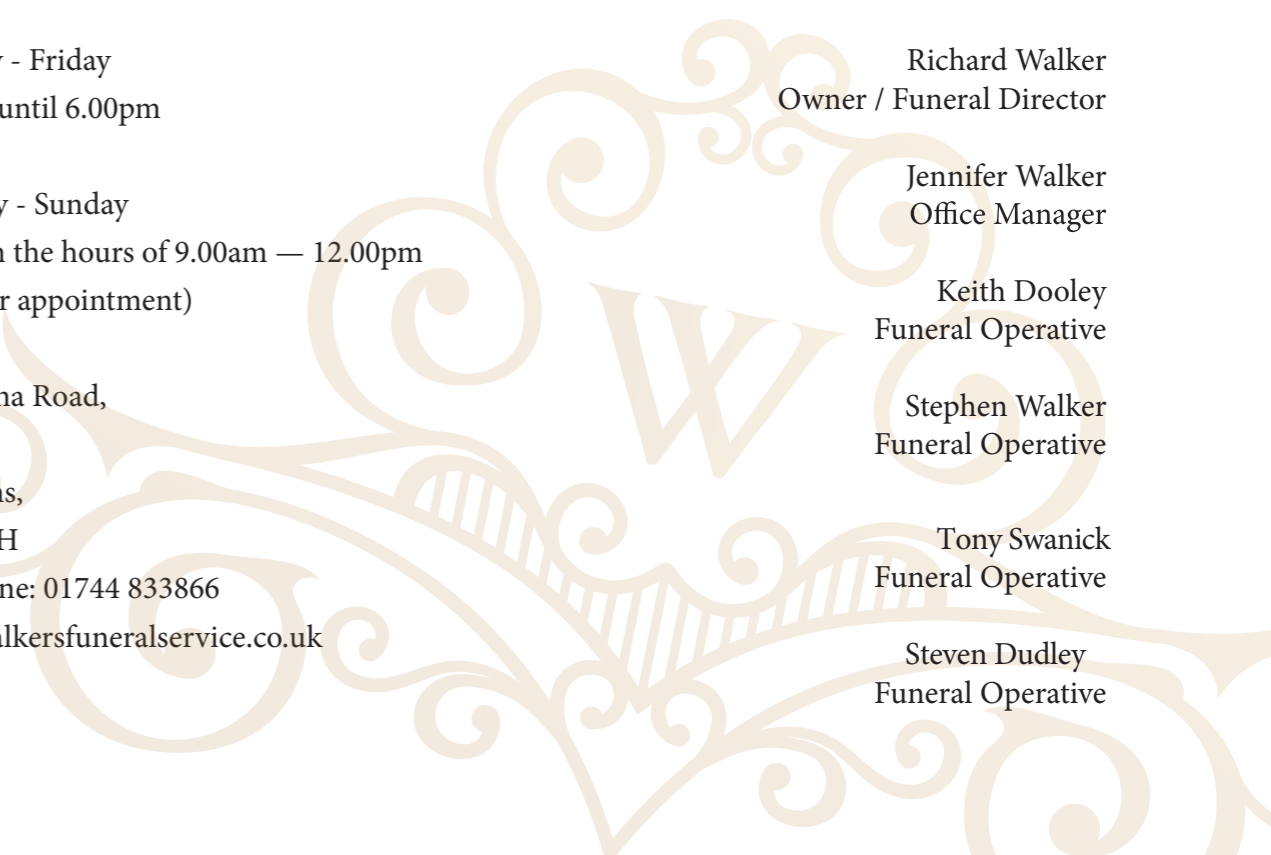 y - Friday
until 6.00pm
y - Sunday
n the hours of 9.00am — 12.00pm
r appointment)
na Road,
ns,
H
ne: 01744 833866
alkersfuneralservice.co.uk
Richard Walker
Owner / Funeral Director
Jennifer Walker
Office Manager
Keith Dooley
Funeral Operative
Stephen Walker
Funeral Operative
Tony Swanick
Funeral Operative
Steven Dudley
Funeral Operative
W